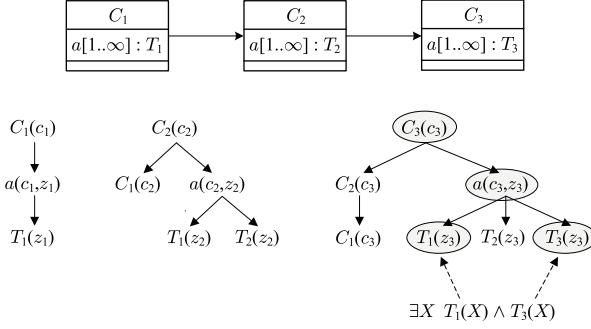 C₁ C₂ C₃
a[1..∞] : T₁ a[1..∞] : T₂ a[1..∞] : T₃
C₁(c₁) C₂(c₂) C₃(c₃)
a(c₁,z₁) C₁(c₂) a(c₂,z₂) C₂(c₃) a(c₃,z₃)
T₁(z₁) T₁(z₂) T₂(z₂) C₁(c₃) T₁(z₃) T₂(z₃) T₃(z₃)
∃X T₁(X) ∧ T₃(X)